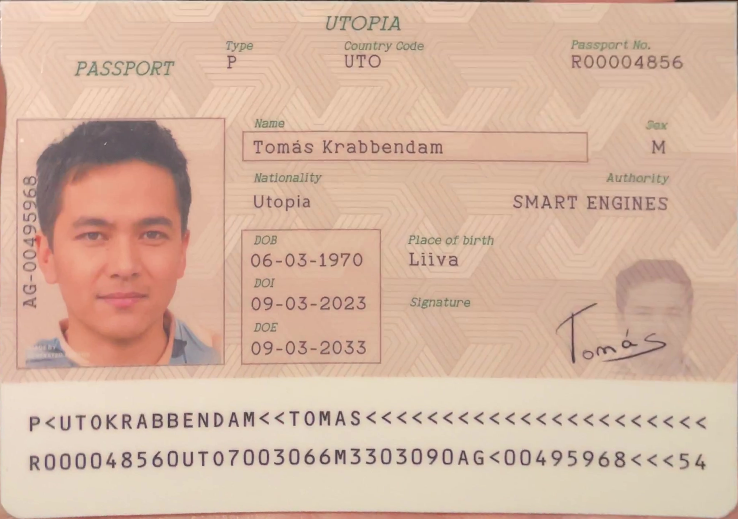 UTOPIA
PASSPORT
Type
P
Country Code
UTO
Passport No.
R00004856
AG-00495968
Name
Tomás Krabbendam
Sex
M
Nationality
Utopia
Authority
SMART ENGINES
DOB
06-03-1970
Place of birth
Liiva
DOI
09-03-2023
Signature
Tomás
DOE
09-03-2033
P<UTOKRABBENDAM<<TOMAS<<<<<<<<<<<<<<<<<<<<<<
R000048560UTO7003066M3303090AG<00495968<<<54